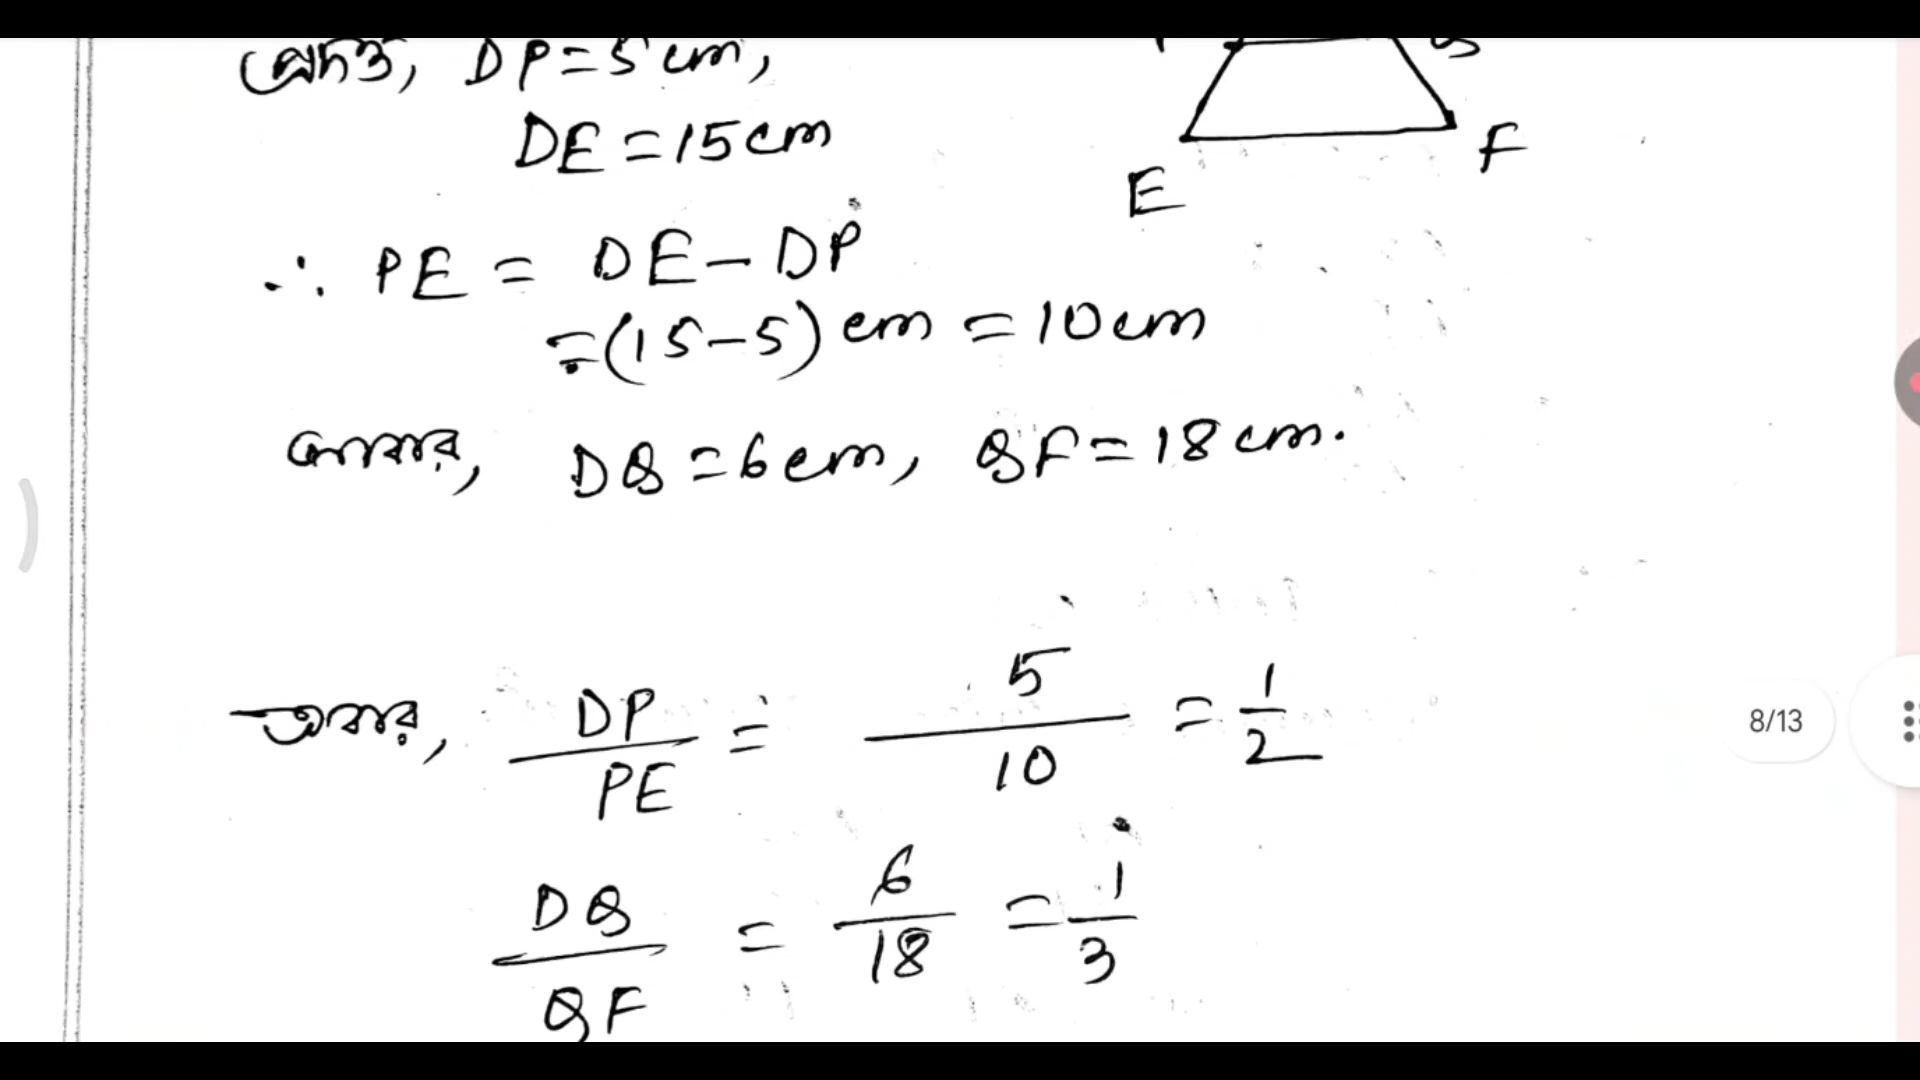 প্রদত্ত, DP = 5 cm,
DE = 15 cm
F
E
∴ PE = DE - DP
= (15 - 5) cm = 10 cm
DQ = 6 cm, QF = 18 cm.
আবার, DP/PE = 5/10 = 1/2
8/13
DQ/QF = 6/18 = 1/3